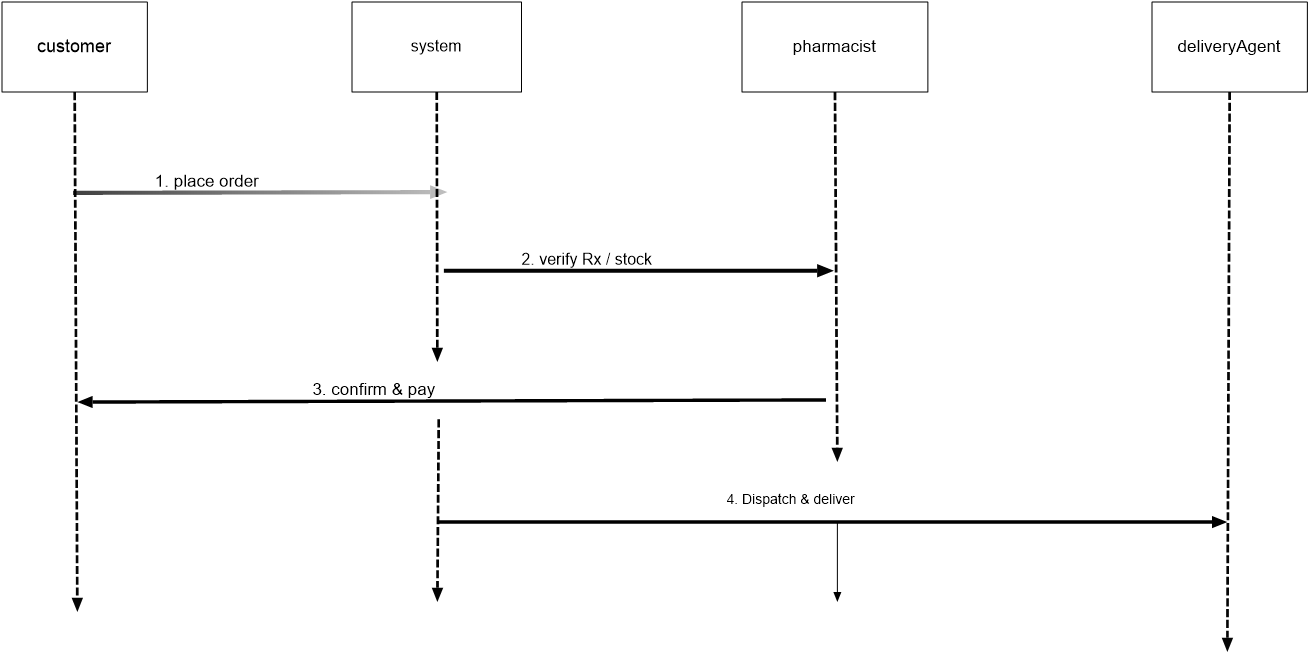 customer
system
pharmacist
deliveryAgent
1. place order
2. verify Rx / stock
3. confirm & pay
4. Dispatch & deliver